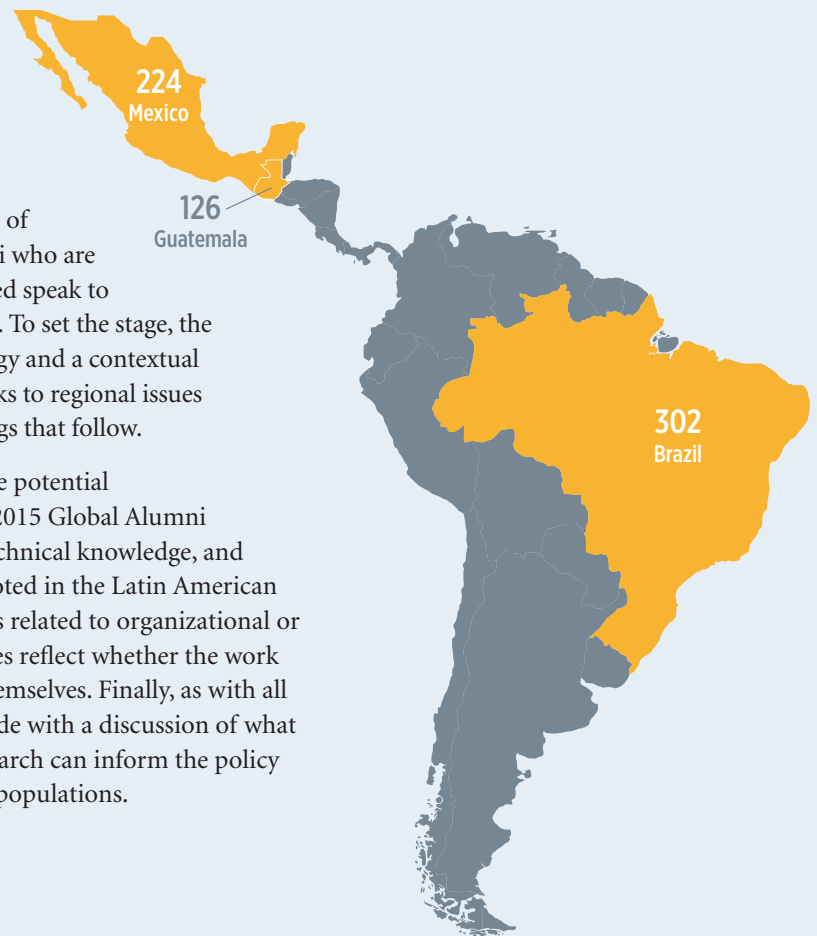 224
Mexico
126
Guatemala
302
Brazil
of
i who are
ed speak to
. To set the stage, the
gy and a contextual
ks to regional issues
gs that follow.
e potential
2015 Global Alumni
chnical knowledge, and
oted in the Latin American
s related to organizational or
es reflect whether the work
emselves. Finally, as with all
de with a discussion of what
arch can inform the policy
populations.